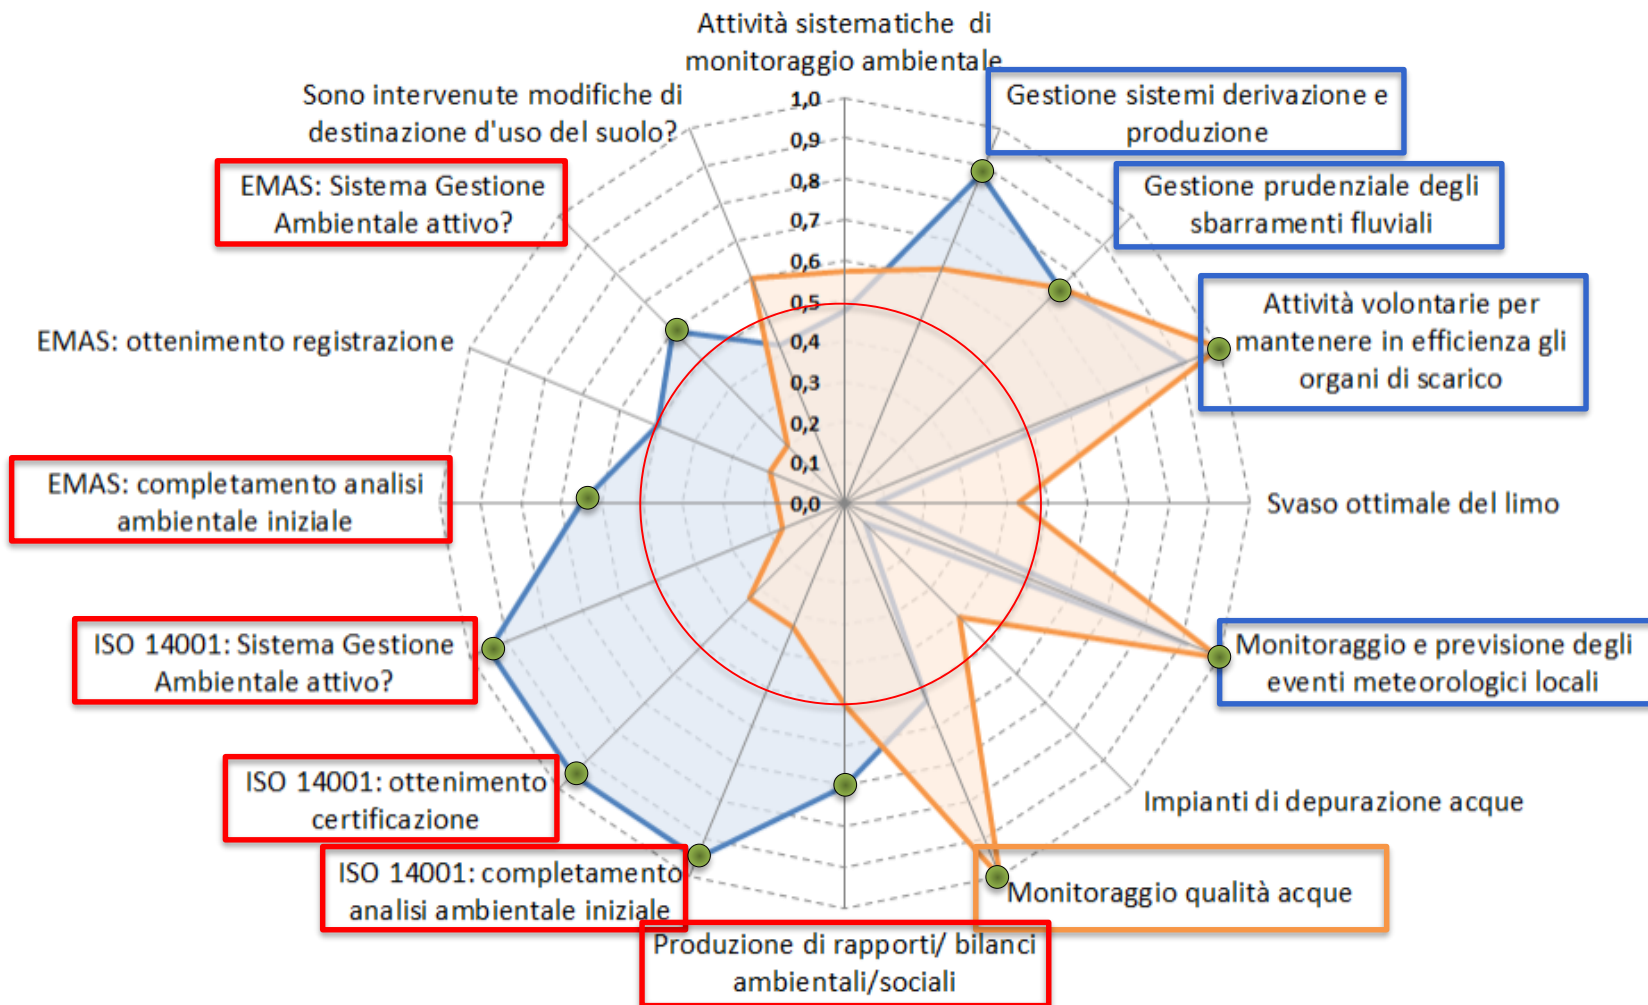 Attività sistematiche di
monitoraggio ambientale
Gestione sistemi derivazione e
produzione
Gestione prudenziale degli
sbarramenti fluviali
Attività volontarie per
mantenere in efficienza gli
organi di scarico
Svaso ottimale del limo
Monitoraggio e previsione degli
eventi meteorologici locali
Impianti di depurazione acque
Monitoraggio qualità acque
Produzione di rapporti/ bilanci
ambientali/sociali
ISO 14001: completamento
analisi ambientale iniziale
ISO 14001: ottenimento
certificazione
ISO 14001: Sistema Gestione
Ambientale attivo?
EMAS: completamento analisi
ambientale iniziale
EMAS: ottenimento registrazione
EMAS: Sistema Gestione
Ambientale attivo?
Sono intervenute modifiche di
destinazione d'uso del suolo?
1,0
0,9
0,8
0,7
0,6
0,5
0,4
0,3
0,2
0,1
0,0